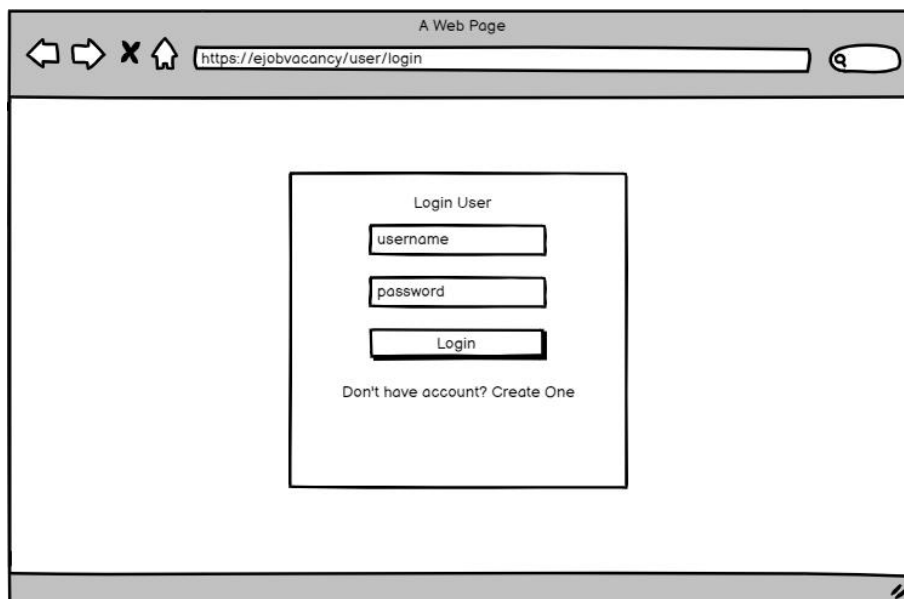 A Web Page
https://ejobvacancy/user/login
Login User
username
password
Login
Don't have account? Create One